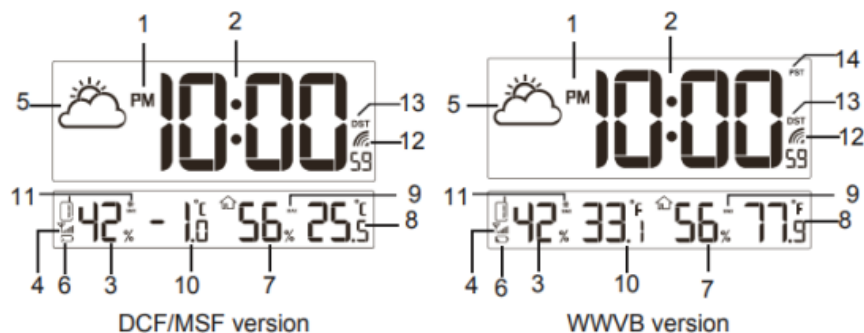 1 2 1 2 14
PM 10:00 PM 10:00 PST
5 13 5 13
DST DST
12 12
59 59
11 9 11 9
42% -1.0°C 56% 25.5°C 42% 33.1°F 56% 77.9°F
8 8
4 6 3 10 7 4 6 3 10 7
DCF/MSF version WWVB version